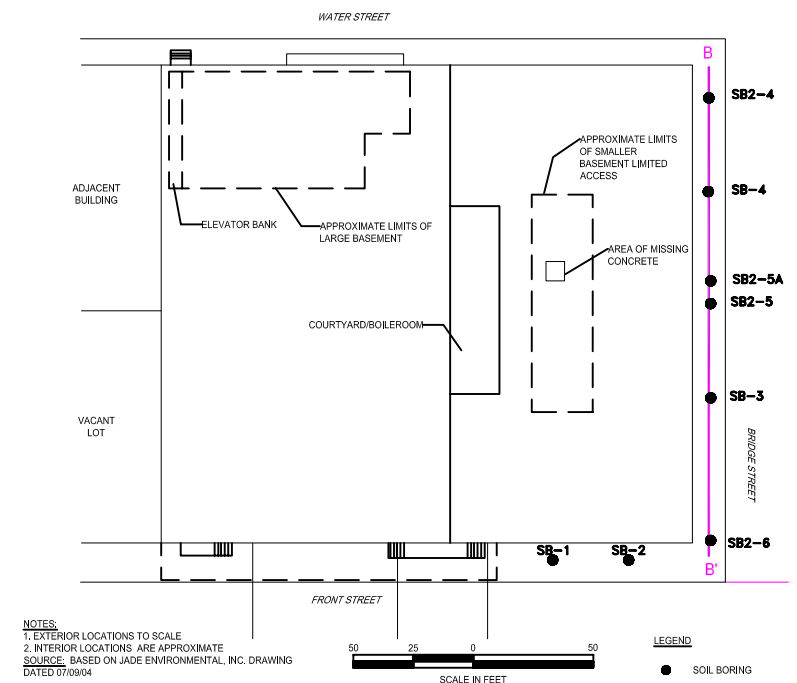 WATER STREET
B
SB2-4
APPROXIMATE LIMITS
OF SMALLER
BASEMENT LIMITED
ACCESS
ADJACENT
BUILDING
SB-4
ELEVATOR BANK
APPROXIMATE LIMITS OF
LARGE BASEMENT
AREA OF MISSING
CONCRETE
SB2-5A
SB2-5
COURTYARD/BOILEROOM
SB-3
VACANT
LOT
BRIDGE STREET
SB2-6
SB-1
SB-2
B'
FRONT STREET
NOTES:
1. EXTERIOR LOCATIONS TO SCALE
2. INTERIOR LOCATIONS ARE APPROXIMATE
SOURCE: BASED ON JADE ENVIRONMENTAL, INC. DRAWING
DATED 07/09/04
50 25 0 50
SCALE IN FEET
LEGEND
SOIL BORING